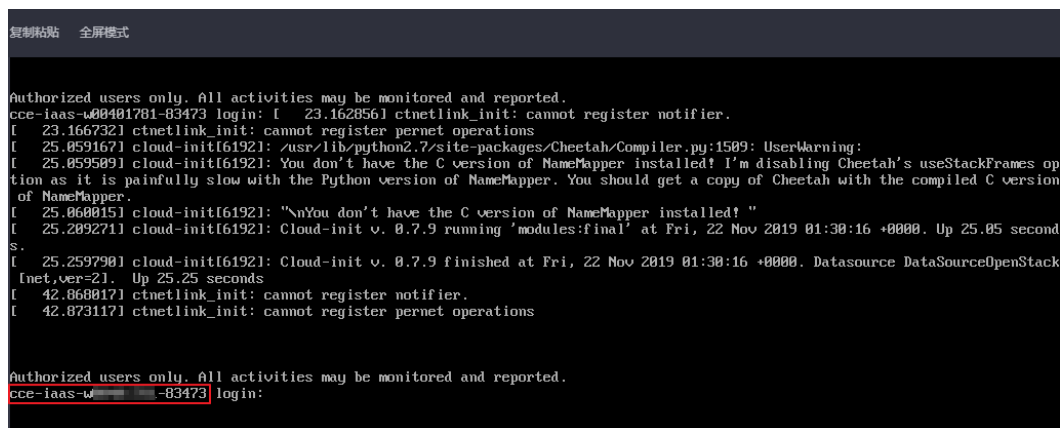 复制粘贴 全屏模式
Authorized users only. All activities may be monitored and reported.
cce-iaas-w00401781-83473 login: [   23.162856] ctnetlink_init: cannot register notifier.
[   23.166732] ctnetlink_init: cannot register pernet operations
[   25.059167] cloud-init[6192]: /usr/lib/python2.7/site-packages/Cheetah/Compiler.py:1509: UserWarning:
[   25.059509] cloud-init[6192]: You don't have the C version of NameMapper installed! I'm disabling Cheetah's useStackFrames op
tion as it is painfully slow with the Python version of NameMapper. You should get a copy of Cheetah with the compiled C version
 of NameMapper.
[   25.060015] cloud-init[6192]: "\nYou don't have the C version of NameMapper installed! "
[   25.209271] cloud-init[6192]: Cloud-init v. 0.7.9 running 'modules:final' at Fri, 22 Nov 2019 01:30:16 +0000. Up 25.05 second
s.
[   25.259790] cloud-init[6192]: Cloud-init v. 0.7.9 finished at Fri, 22 Nov 2019 01:30:16 +0000. Datasource DataSourceOpenStack
 [net,ver=2].  Up 25.25 seconds
[   42.868017] ctnetlink_init: cannot register notifier.
[   42.873117] ctnetlink_init: cannot register pernet operations
Authorized users only. All activities may be monitored and reported.
cce-iaas-w -83473 login: